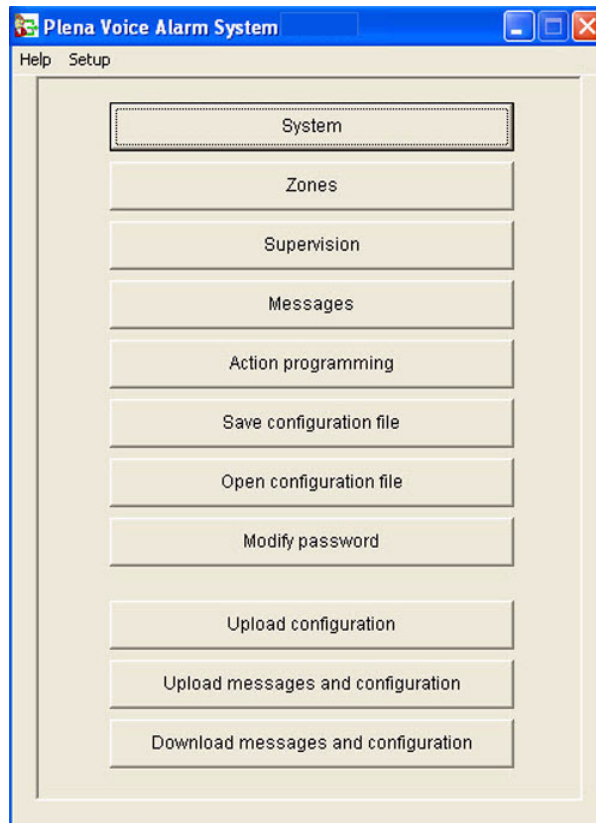 Plena Voice Alarm System
Help Setup
System
Zones
Supervision
Messages
Action programming
Save configuration file
Open configuration file
Modify password
Upload configuration
Upload messages and configuration
Download messages and configuration